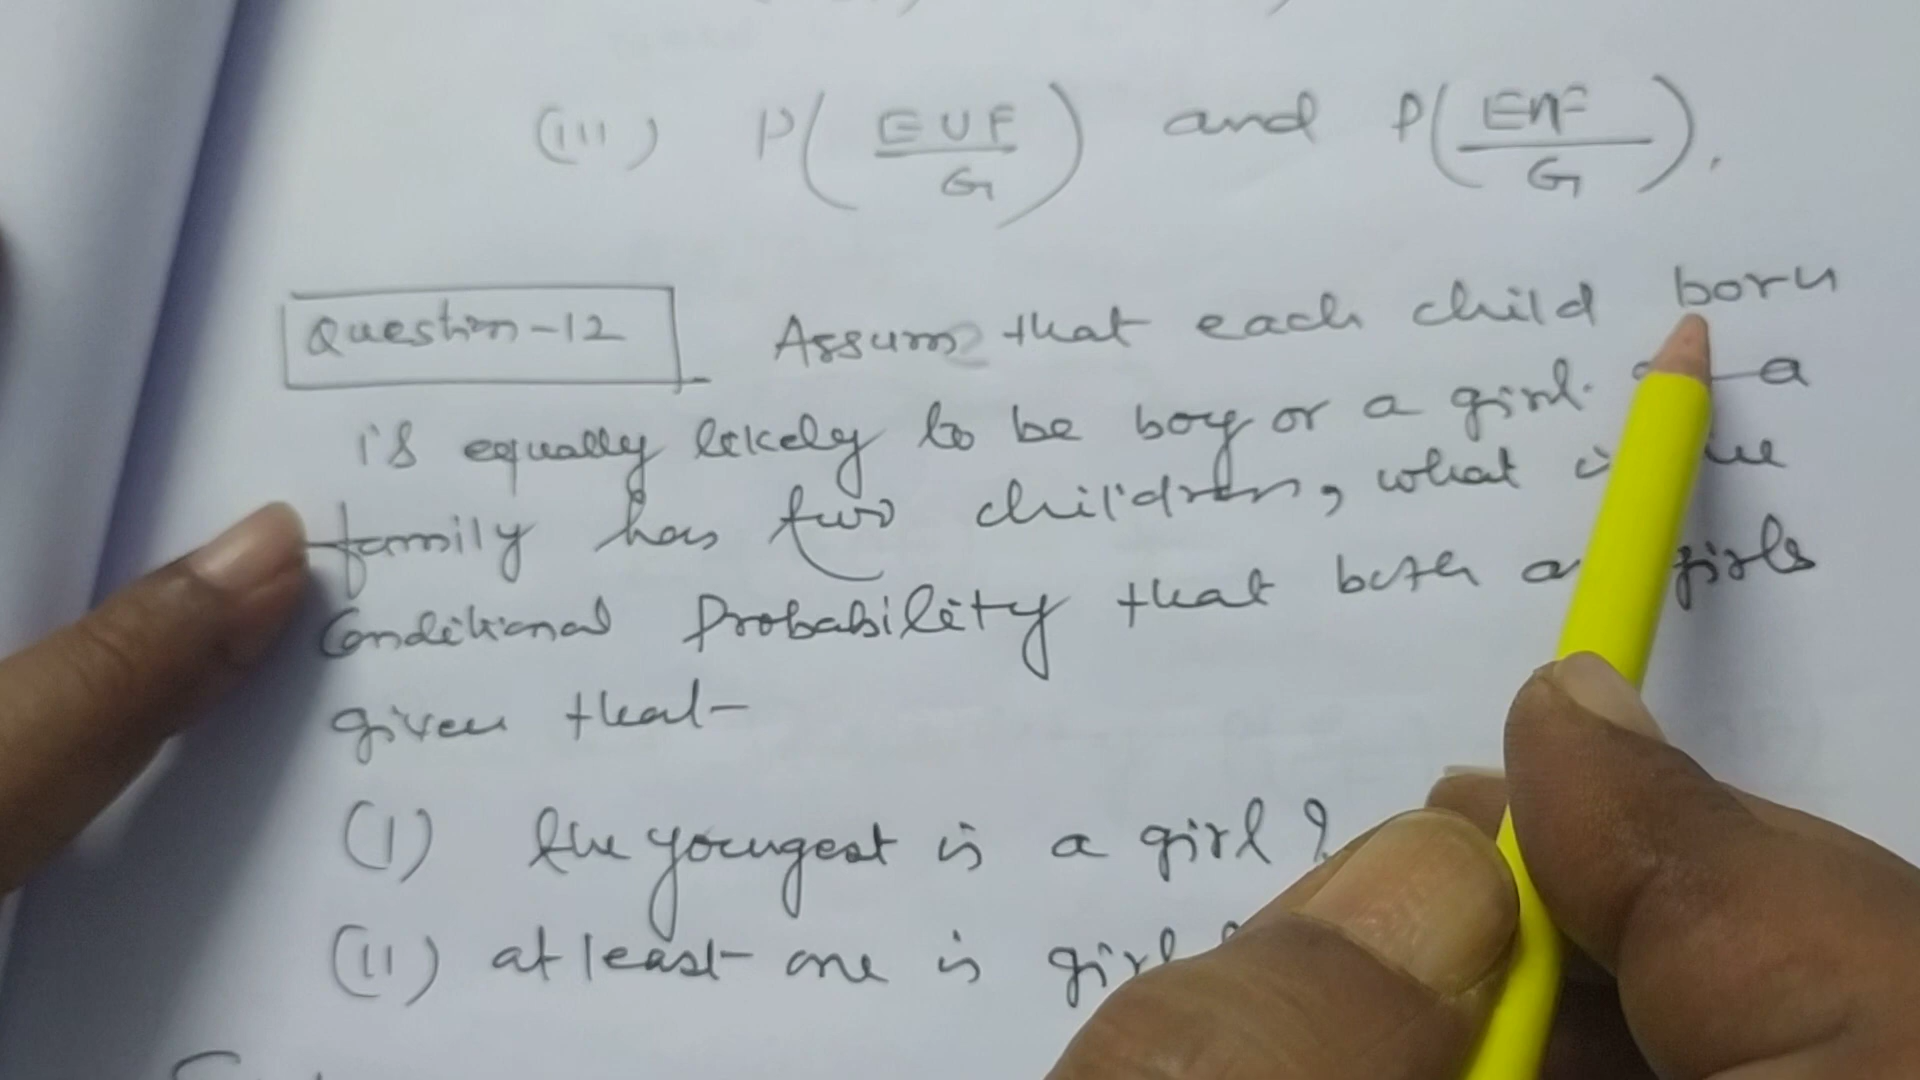 (iii) P(E∪F/G) and P(E∩F/G).
Question-12 Assume that each child born
is equally likely to be boy or a girl. a
family has two children, what
Conditional Probability that both girls
given that-
(i) the youngest is a girl?
(ii) at least one is girl